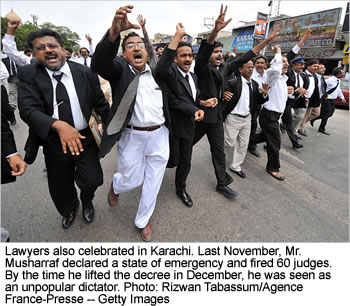 SAFE CO.
Lawyers also celebrated in Karachi. Last November, Mr.
Musharraf declared a state of emergency and fired 60 judges.
By the time he lifted the decree in December, he was seen as
an unpopular dictator. Photo: Rizwan Tabassum/Agence
France-Presse -- Getty Images